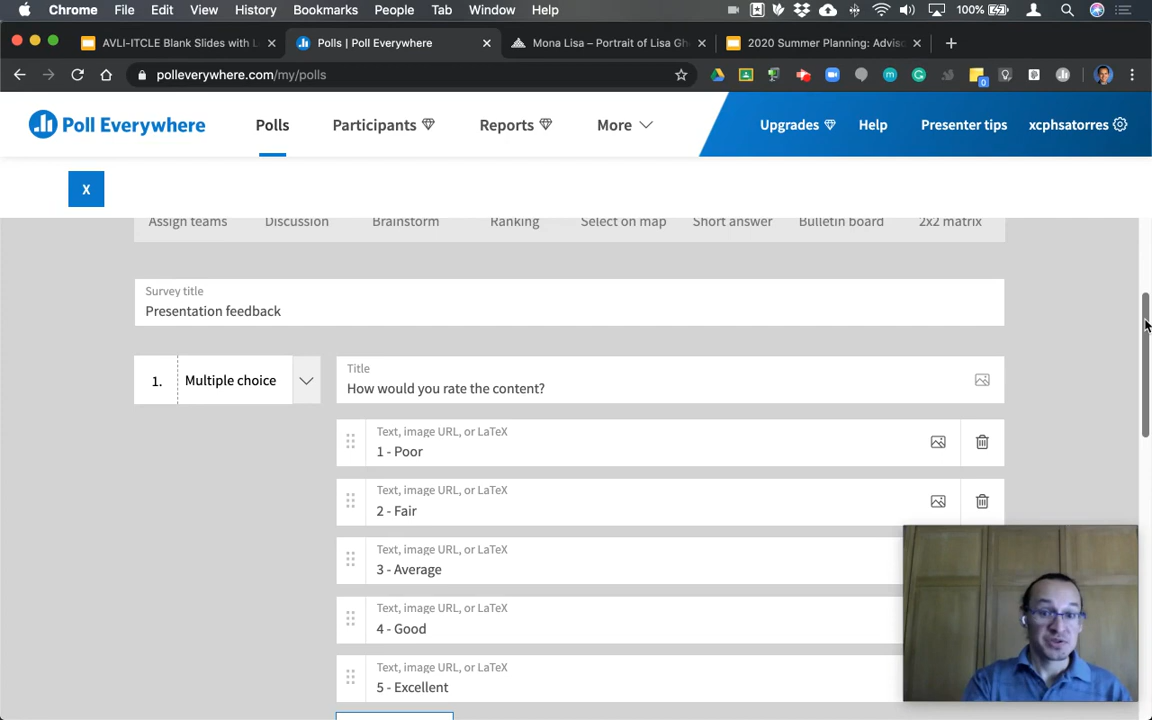 Chrome File Edit View History Bookmarks People Tab Window Help 100%
AVLI-ITCLE Blank Slides with L
Polls | Poll Everywhere
Mona Lisa – Portrait of Lisa Ghe
2020 Summer Planning: Adviso
polleverywhere.com/my/polls
0
Poll Everywhere
Polls
Participants
Reports
More
Upgrades
Help
Presenter tips
xcphsatorres
X
Assign teams
Discussion
Brainstorm
Ranking
Select on map
Short answer
Bulletin board
2x2 matrix
Survey title
Presentation feedback
1.
Multiple choice
Title
How would you rate the content?
Text, image URL, or LaTeX
1 - Poor
Text, image URL, or LaTeX
2 - Fair
Text, image URL, or LaTeX
3 - Average
Text, image URL, or LaTeX
4 - Good
Text, image URL, or LaTeX
5 - Excellent